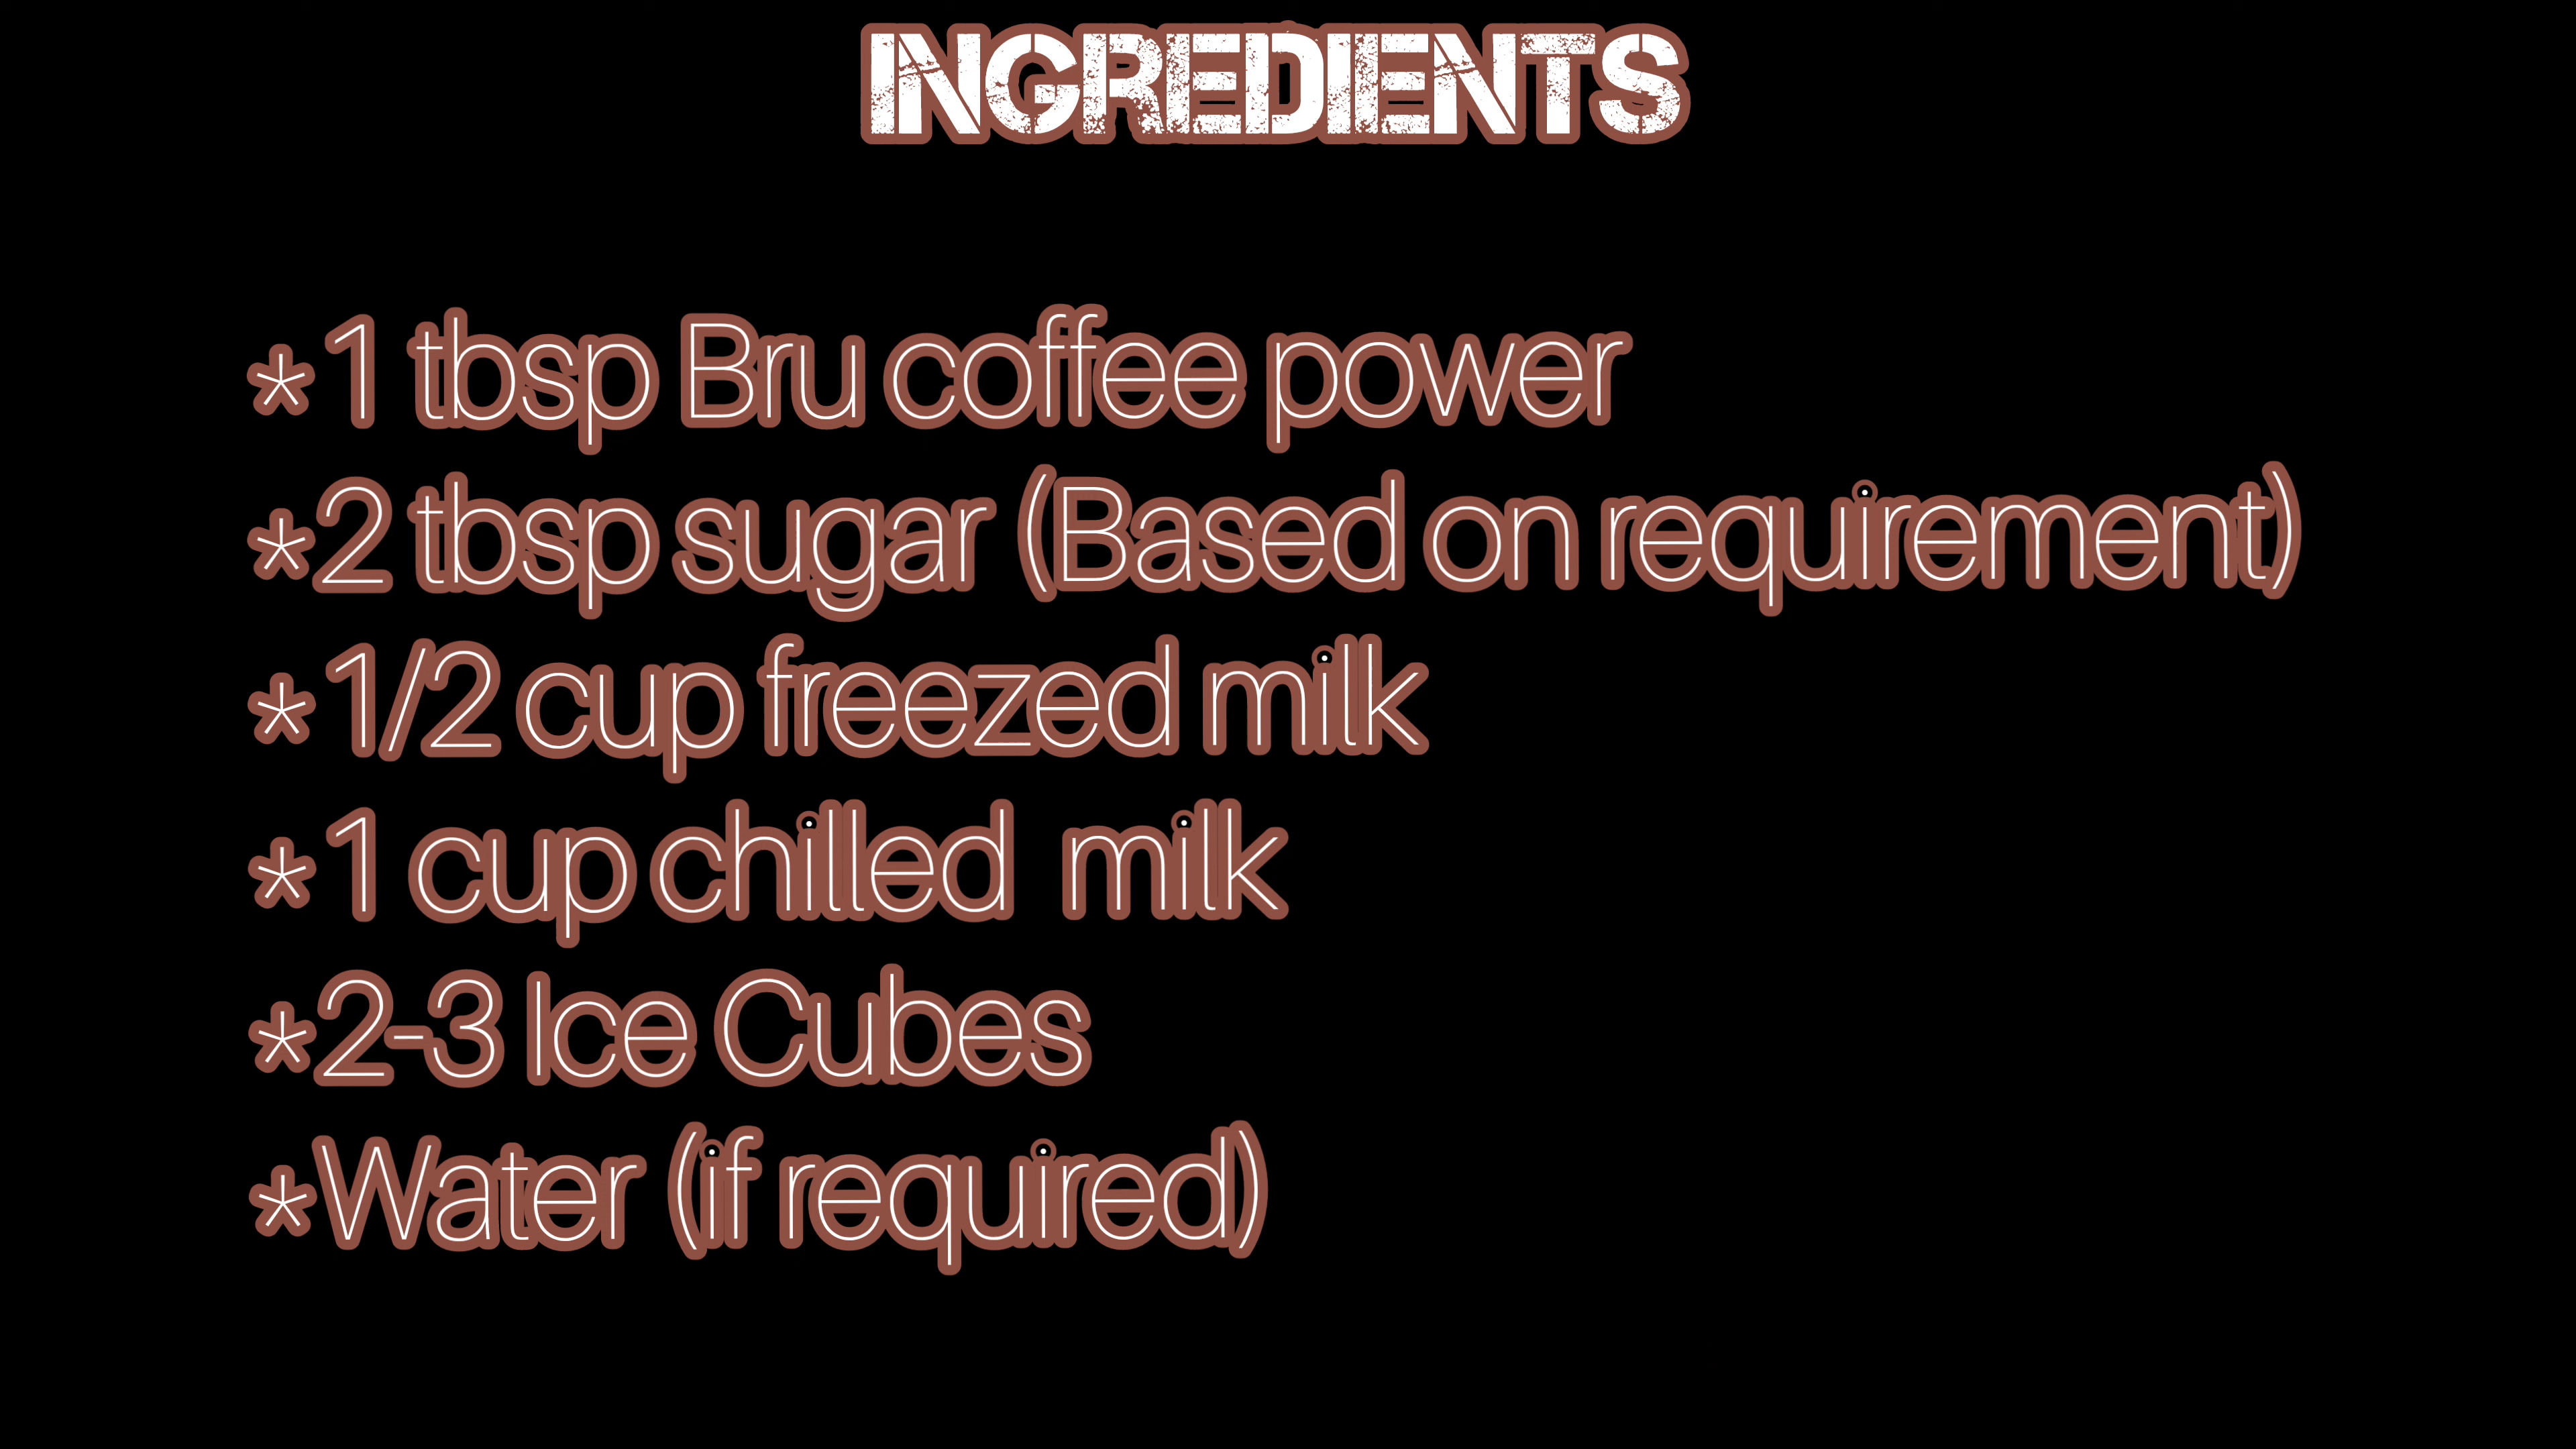 INGREDIENTS
*1 tbsp Bru coffee power
*2 tbsp sugar (Based on requirement)
*1/2 cup freezed milk
*1 cup chilled  milk
*2-3 Ice Cubes
*Water (if required)